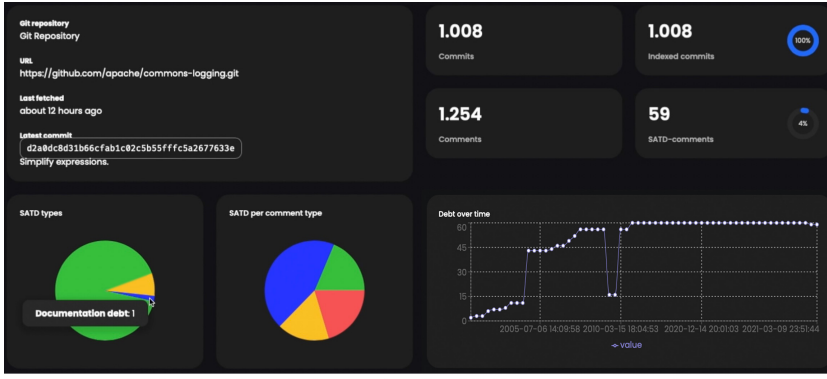 Git repository
Git Repository
URL
https://github.com/apache/commons-logging.git
Last fetched
about 12 hours ago
Latest commit
d2a0dc8d31b66cfab1c02c5b55fffc5a2677633e
Simplify expressions.
1.008
Commits
1.008
Indexed commits
100%
1.254
Comments
59
SATD-comments
4%
SATD types
Documentation debt: 1
SATD per comment type
Debt over time
60
45
30
15
0
2005-07-06 14:09:58 2010-03-15 18:04:53 2020-12-14 20:01:03 2021-03-09 23:51:44
value